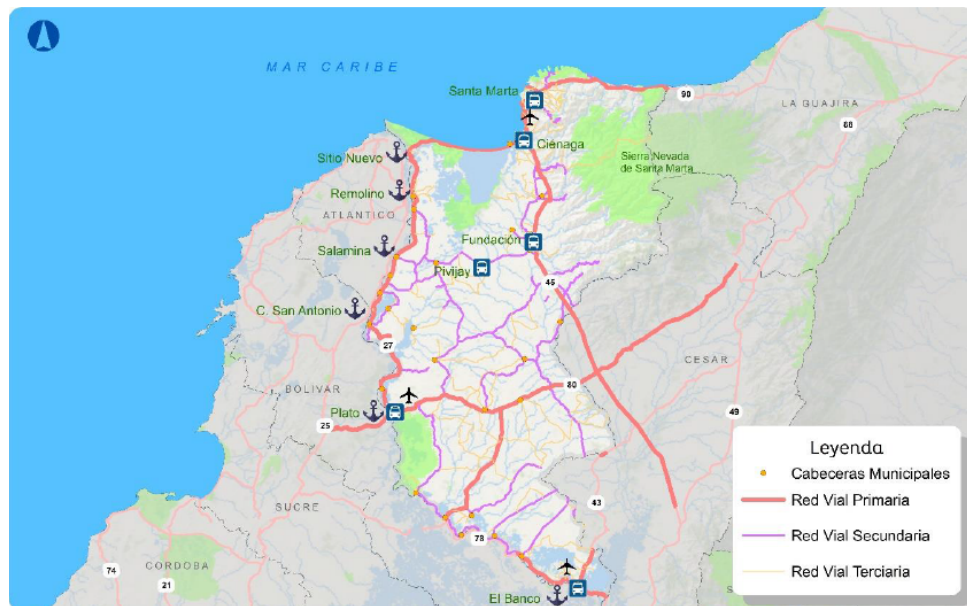 MAR CARIBE
Santa Marta
90
LA GUAJIRA
88
Ciénaga
Sitio Nuevo
Sierra Nevada
de Santa Marta
Remolino
ATLANTICO
Fundación
Salamina
Pivijay
45
C. San Antonio
27
CESAR
BOLIVAR
80
Plato
25
49
SUCRE
43
78
CORDOBA
74
21
El Banco
Leyenda
Cabeceras Municipales
Red Vial Primaria
Red Vial Secundaria
Red Vial Terciaria